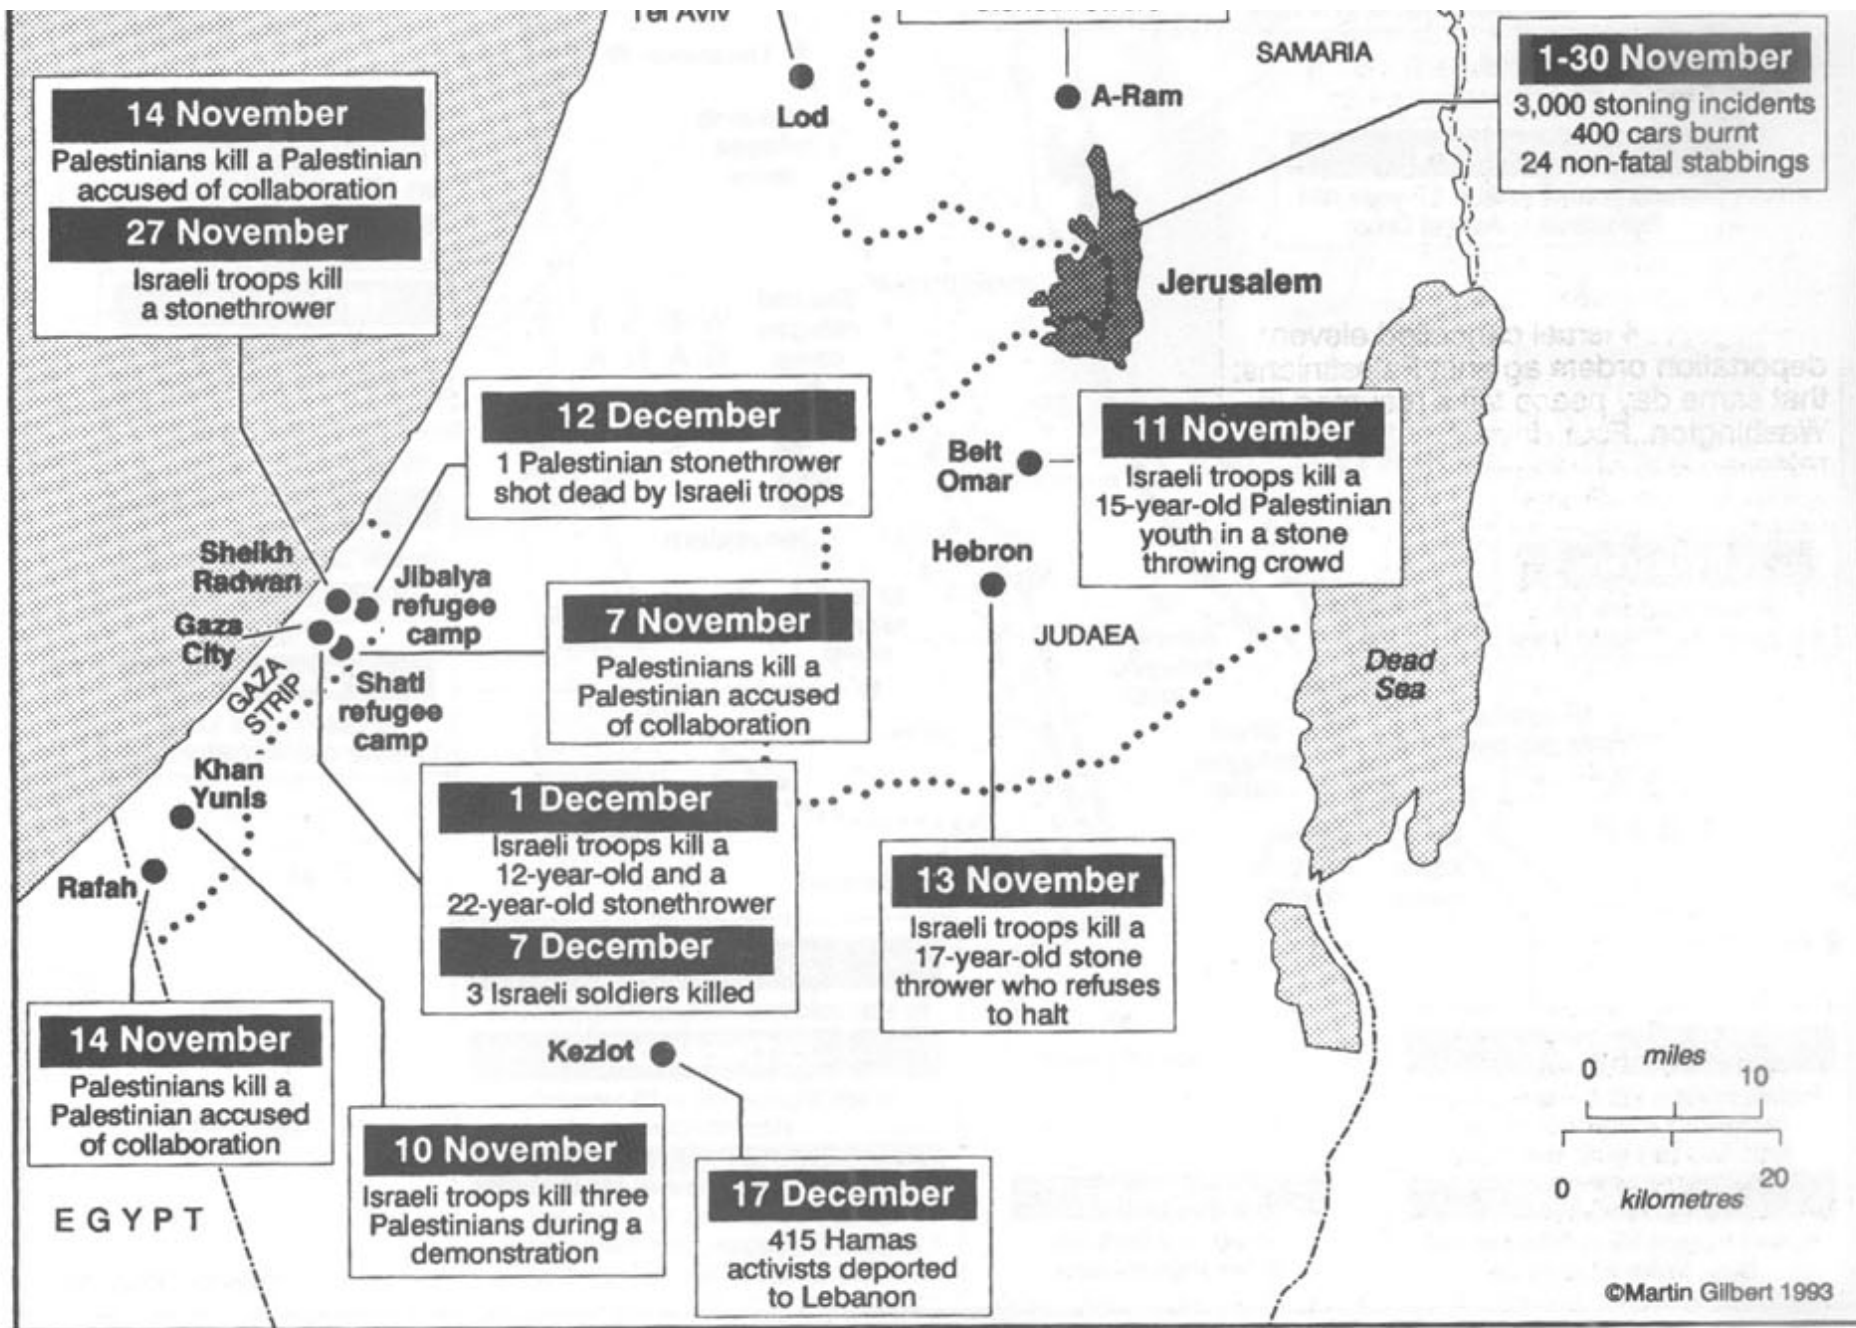 Tel Aviv
Lod
A-Ram
SAMARIA
1-30 November
3,000 stoning incidents
400 cars burnt
24 non-fatal stabbings
14 November
Palestinians kill a Palestinian
accused of collaboration
27 November
Israeli troops kill
a stonethrower
Jerusalem
12 December
1 Palestinian stonethrower
shot dead by Israeli troops
Beit
Omar
11 November
Israeli troops kill a
15-year-old Palestinian
youth in a stone
throwing crowd
Hebron
Sheikh
Radwan
Jibalya
refugee
camp
Gaza
City
GAZA
STRIP
Shati
refugee
camp
7 November
Palestinians kill a
Palestinian accused
of collaboration
JUDAEA
Dead
Sea
Khan
Yunis
Rafah
1 December
Israeli troops kill a
12-year-old and a
22-year-old stonethrower
7 December
3 Israeli soldiers killed
13 November
Israeli troops kill a
17-year-old stone
thrower who refuses
to halt
14 November
Palestinians kill a
Palestinian accused
of collaboration
Keziot
10 November
Israeli troops kill three
Palestinians during a
demonstration
17 December
415 Hamas
activists deported
to Lebanon
EGYPT
miles
0 10
0 20
kilometres
©Martin Gilbert 1993